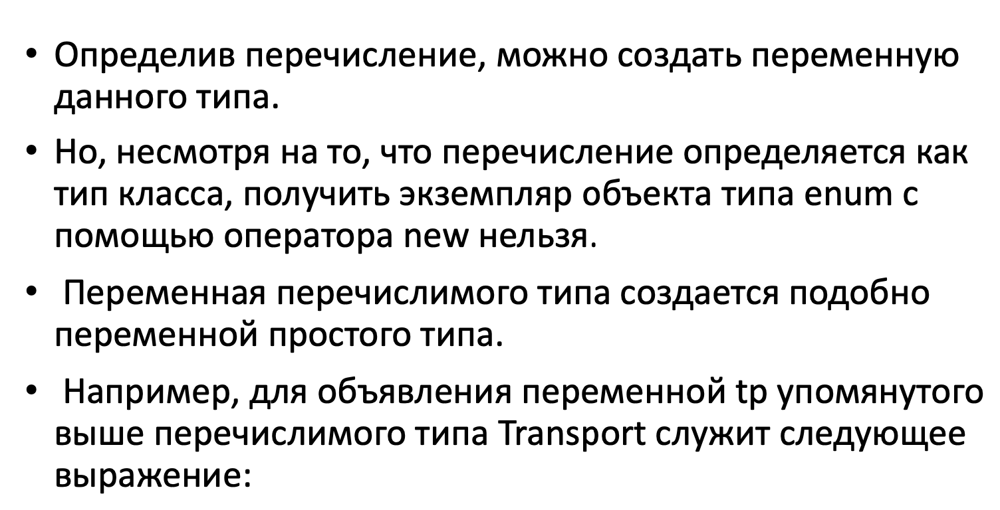 • Определив перечисление, можно создать переменную
данного типа.
• Но, несмотря на то, что перечисление определяется как
тип класса, получить экземпляр объекта типа enum с
помощью оператора new нельзя.
• Переменная перечислимого типа создается подобно
переменной простого типа.
• Например, для объявления переменной tp упомянутого
выше перечислимого типа Transport служит следующее
выражение: